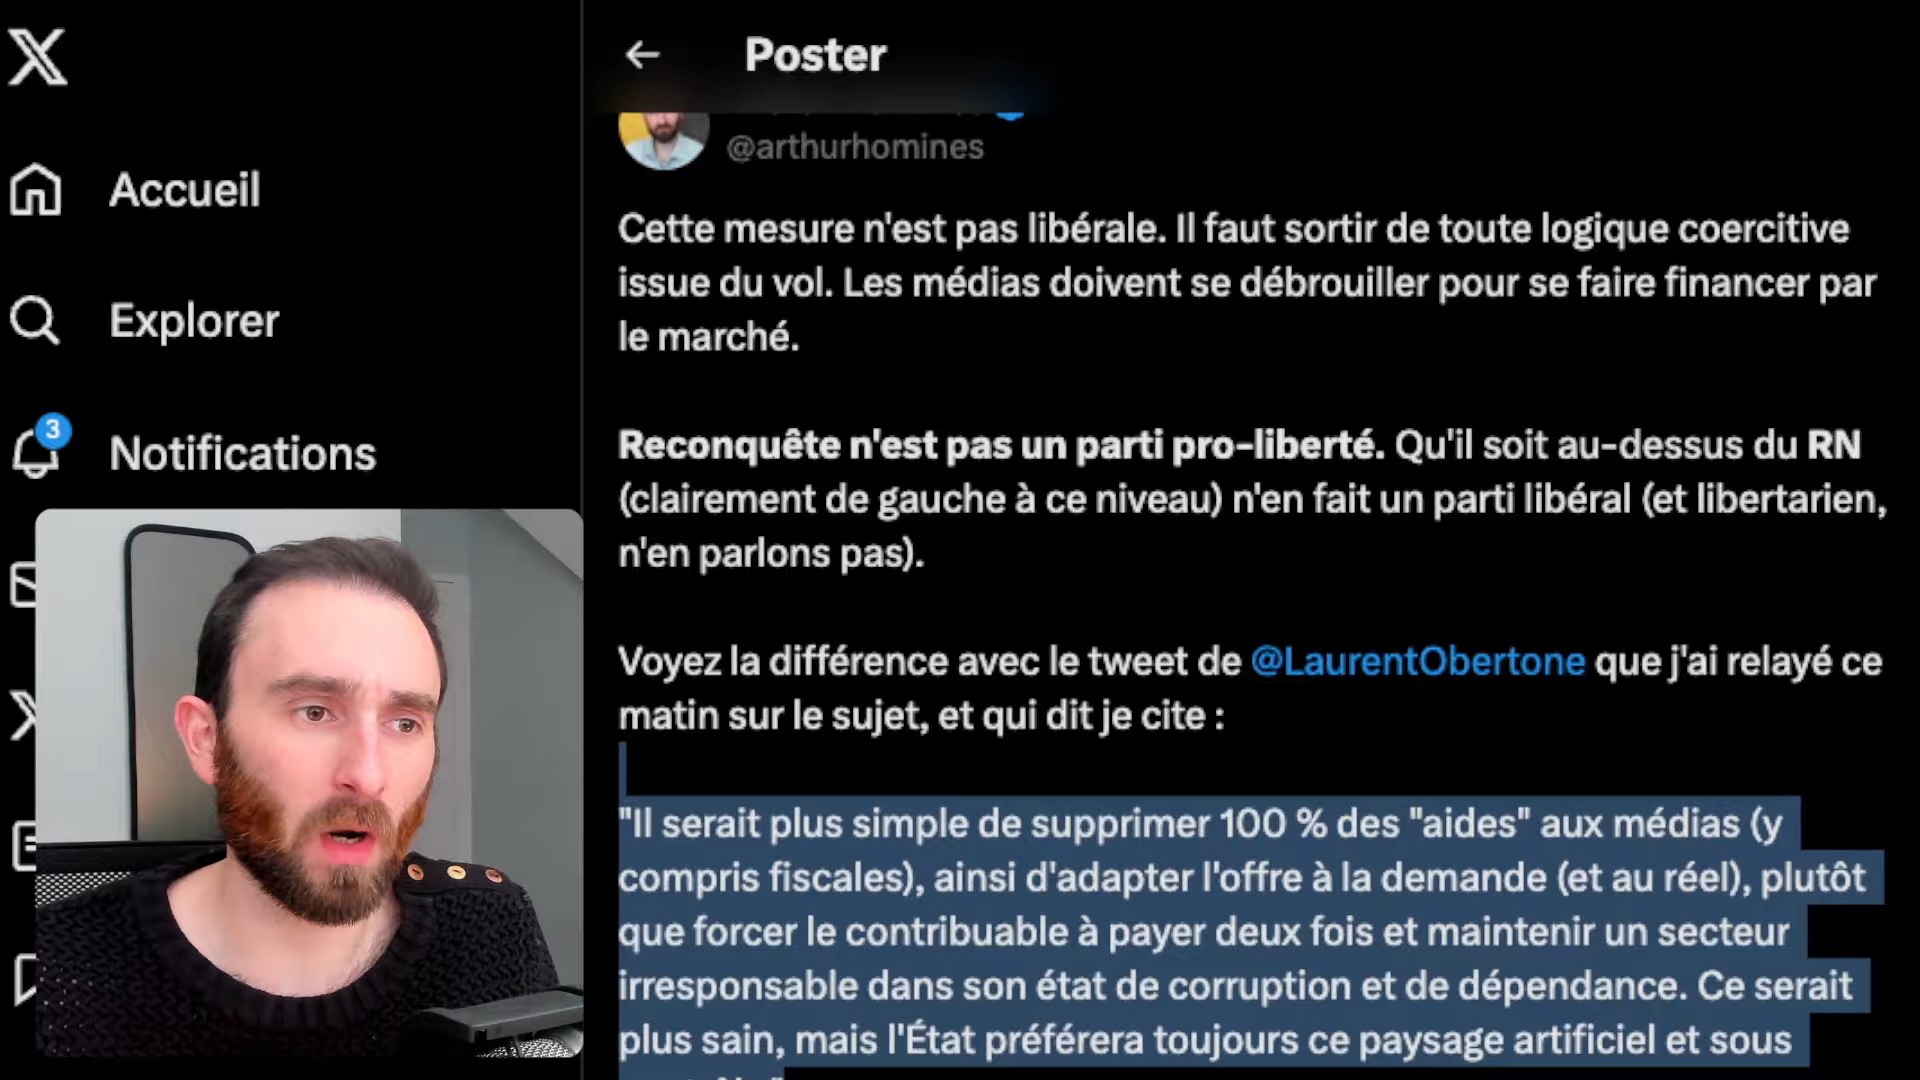 Poster
@arthurhomines
Accueil
Explorer
3
Notifications
Cette mesure n'est pas libérale. Il faut sortir de toute logique coercitive
issue du vol. Les médias doivent se débrouiller pour se faire financer par
le marché.
Reconquête n'est pas un parti pro-liberté. Qu'il soit au-dessus du RN
(clairement de gauche à ce niveau) n'en fait un parti libéral (et libertarien,
n'en parlons pas).
Voyez la différence avec le tweet de @LaurentObertone que j'ai relayé ce
matin sur le sujet, et qui dit je cite :
"Il serait plus simple de supprimer 100 % des "aides" aux médias (y
compris fiscales), ainsi d'adapter l'offre à la demande (et au réel), plutôt
que forcer le contribuable à payer deux fois et maintenir un secteur
irresponsable dans son état de corruption et de dépendance. Ce serait
plus sain, mais l'État préférera toujours ce paysage artificiel et sous